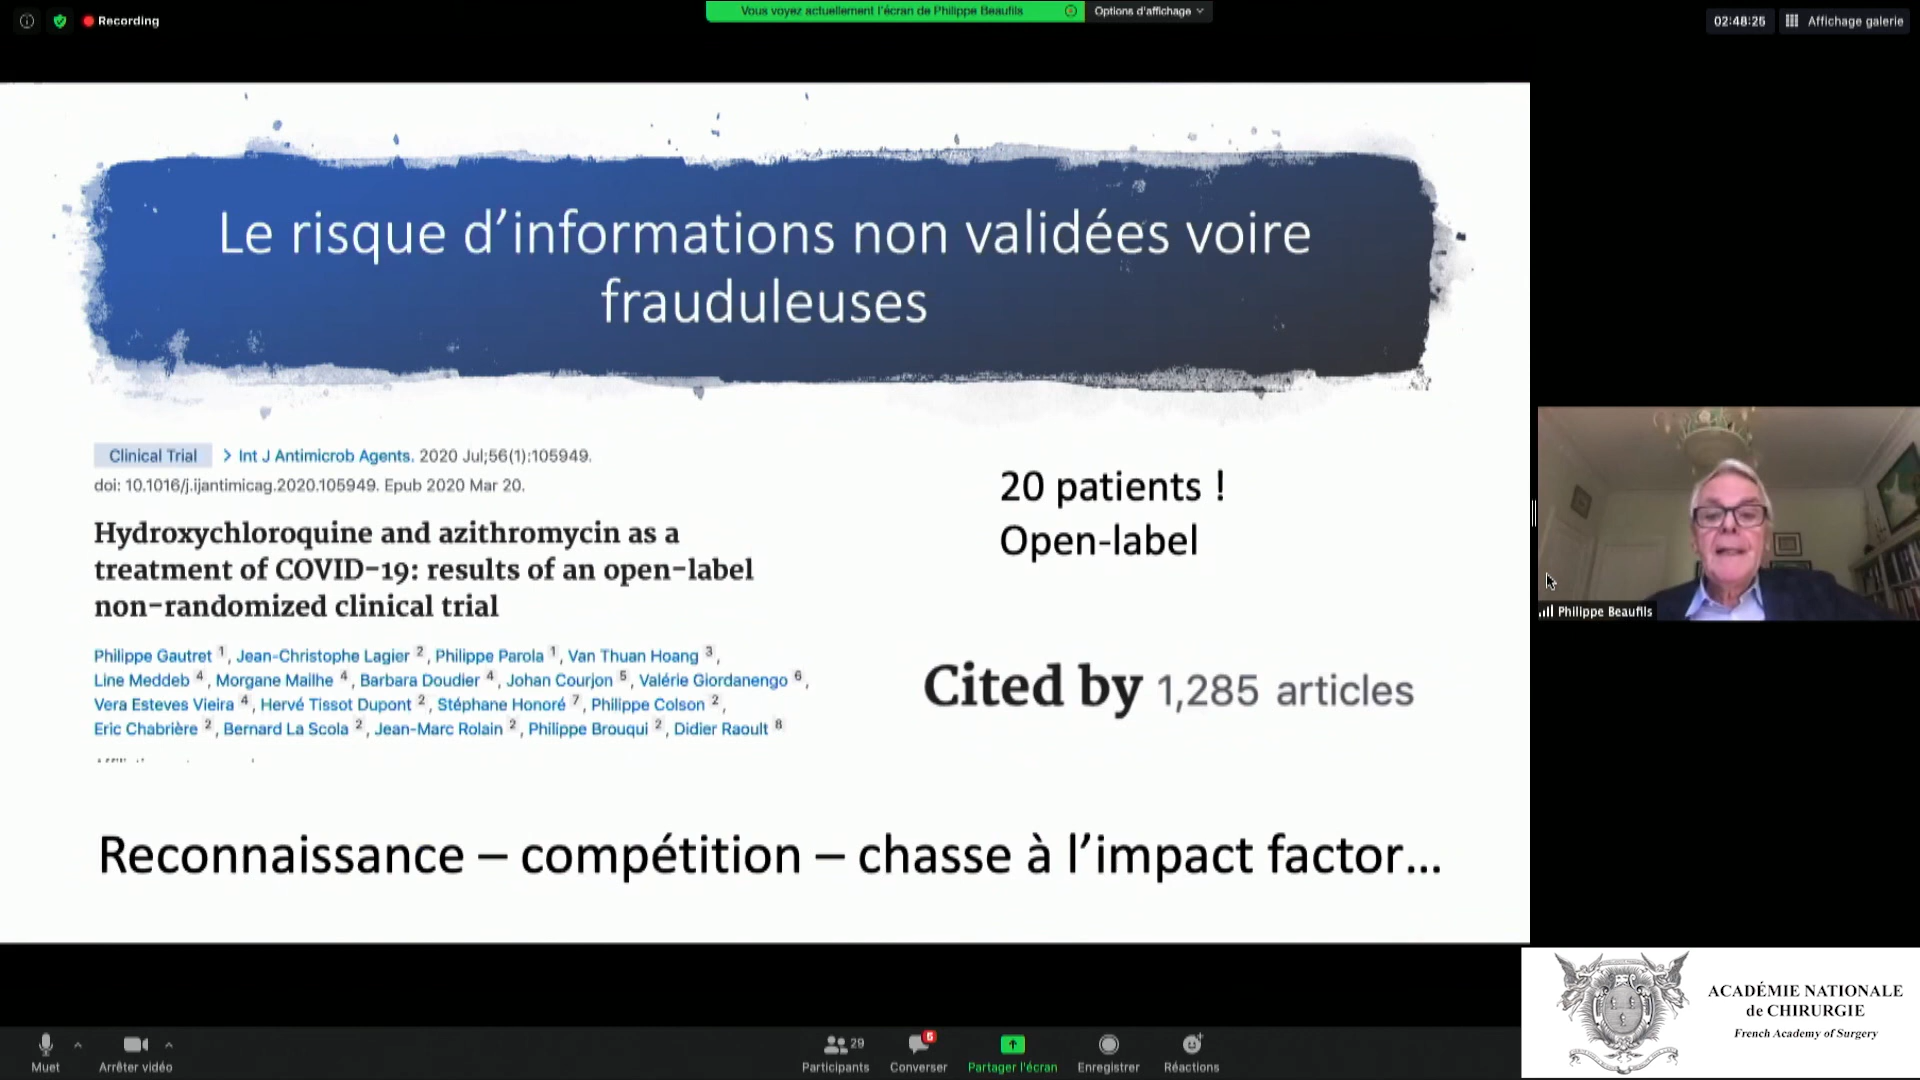 Recording
Vous voyez actuellement l'écran de Philippe Beaufils
Options d'affichage
02:48:25
Affichage galerie
Le risque d'informations non validées voire
frauduleuses
Clinical Trial > Int J Antimicrob Agents. 2020 Jul;56(1):105949.
doi: 10.1016/j.ijantimicag.2020.105949. Epub 2020 Mar 20.
Hydroxychloroquine and azithromycin as a
treatment of COVID-19: results of an open-label
non-randomized clinical trial
Philippe Gautret 1, Jean-Christophe Lagier 2, Philippe Parola 1, Van Thuan Hoang 3,
Line Meddeb 4, Morgane Mailhe 4, Barbara Doudier 4, Johan Courjon 5, Valérie Giordanengo 6,
Vera Esteves Vieira 4, Hervé Tissot Dupont 2, Stéphane Honoré 7, Philippe Colson 2,
Eric Chabrière 2, Bernard La Scola 2, Jean-Marc Rolain 2, Philippe Brouqui 2, Didier Raoult 8
20 patients !
Open-label
Cited by 1,285 articles
Reconnaissance – compétition – chasse à l'impact factor...
Philippe Beaufils
ACADÉMIE NATIONALE
de CHIRURGIE
French Academy of Surgery
Muet
Arrêter vidéo
29
Participants
6
Converser
Partager l'écran
Enregistrer
Réactions